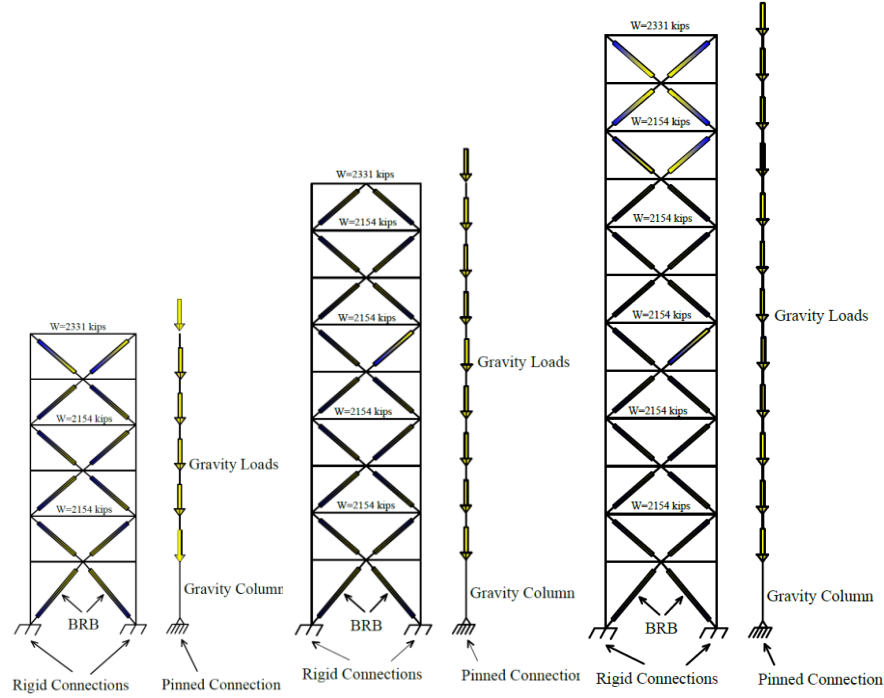 W=2331 kips
W=2154 kips
W=2154 kips
Gravity Loads
Gravity Column
BRB
Rigid Connections
Pinned Connection
W=2331 kips
W=2154 kips
W=2154 kips
W=2154 kips
W=2154 kips
Gravity Loads
Gravity Column
BRB
Rigid Connections
Pinned Connection
W=2331 kips
W=2154 kips
W=2154 kips
W=2154 kips
W=2154 kips
W=2154 kips
Gravity Loads
Gravity Column
BRB
Rigid Connections
Pinned Connection